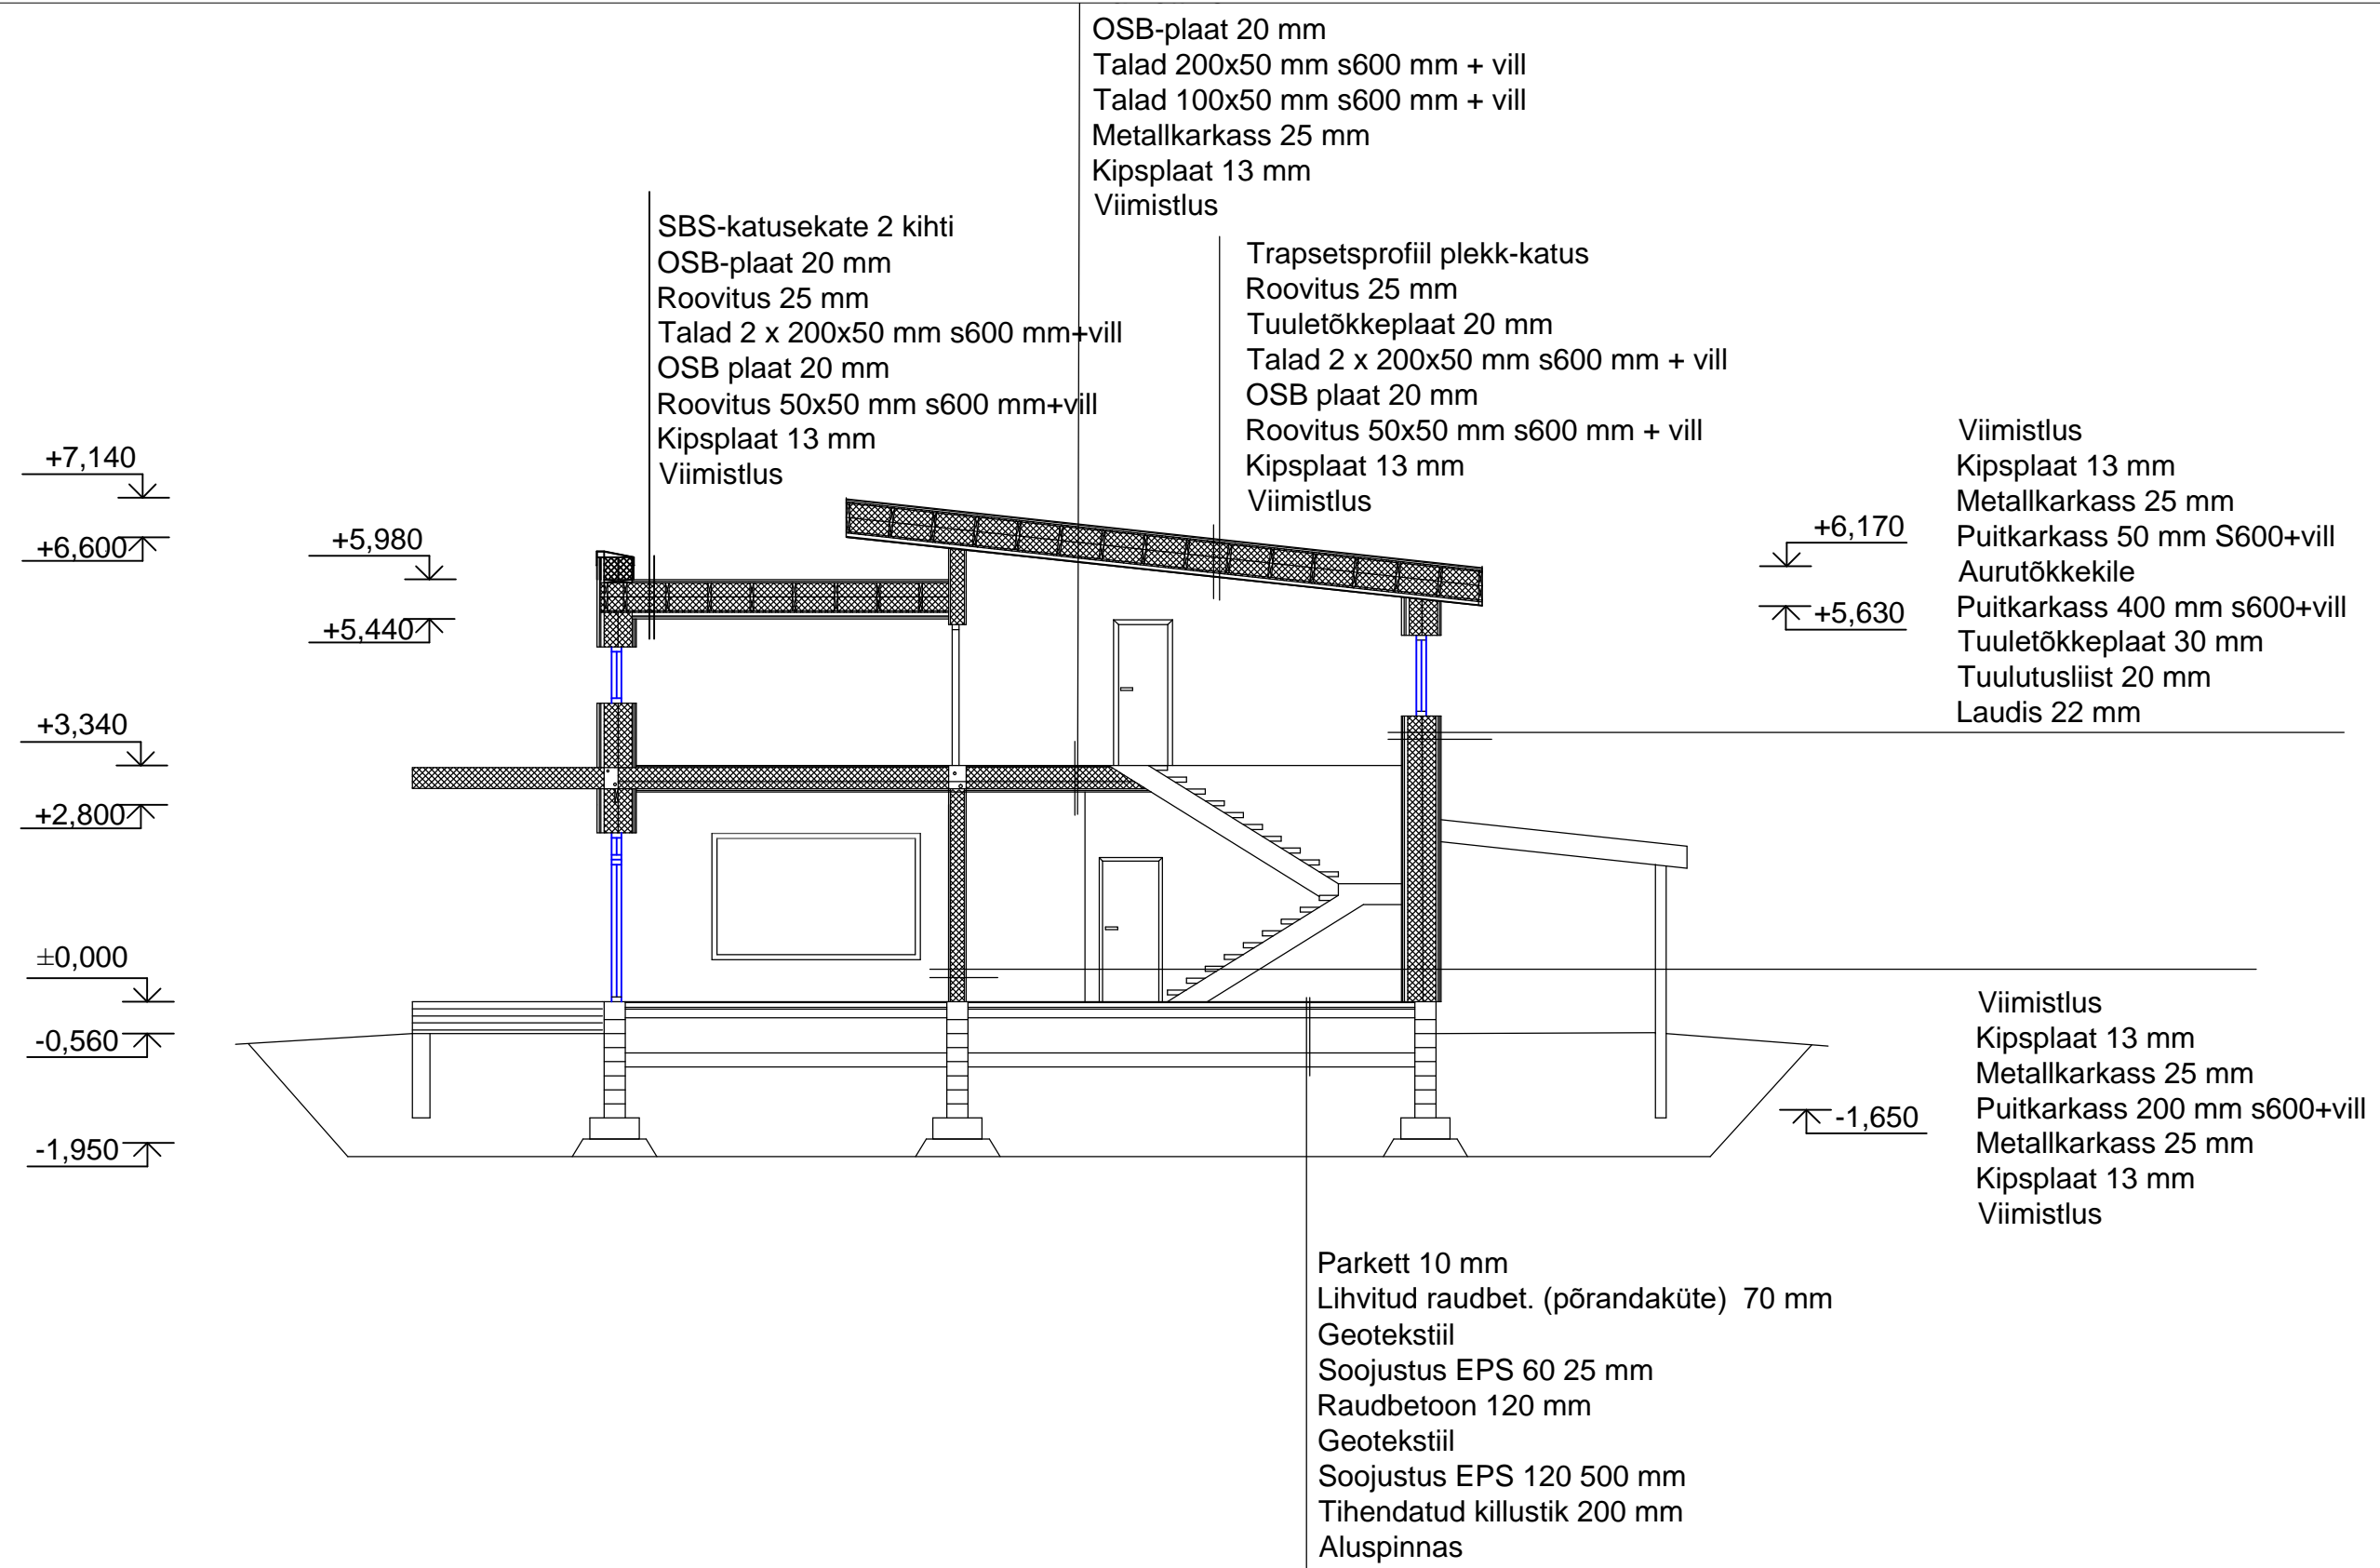 OSB-plaat 20 mm
Talad 200x50 mm s600 mm + vill
Talad 100x50 mm s600 mm + vill
Metallkarkass 25 mm
Kipsplaat 13 mm
Viimistlus
SBS-katusekate 2 kihti
OSB-plaat 20 mm
Roovitus 25 mm
Talad 2 x 200x50 mm s600 mm+vill
OSB plaat 20 mm
Roovitus 50x50 mm s600 mm+vill
Kipsplaat 13 mm
Viimistlus
Trapsetsprofiil plekk-katus
Roovitus 25 mm
Tuuletõkkeplaat 20 mm
Talad 2 x 200x50 mm s600 mm + vill
OSB plaat 20 mm
Roovitus 50x50 mm s600 mm + vill
Kipsplaat 13 mm
Viimistlus
Viimistlus
Kipsplaat 13 mm
Metallkarkass 25 mm
Puitkarkass 50 mm S600+vill
Aurutõkkekile
Puitkarkass 400 mm s600+vill
Tuuletõkkeplaat 30 mm
Tuulutusliist 20 mm
Laudis 22 mm
+7,140
+6,600
+5,980
+5,440
+6,170
+5,630
+3,340
+2,800
±0,000
-0,560
-1,950
-1,650
Viimistlus
Kipsplaat 13 mm
Metallkarkass 25 mm
Puitkarkass 200 mm s600+vill
Metallkarkass 25 mm
Kipsplaat 13 mm
Viimistlus
Parkett 10 mm
Lihvitud raudbet. (põrandaküte) 70 mm
Geotekstiil
Soojustus EPS 60 25 mm
Raudbetoon 120 mm
Geotekstiil
Soojustus EPS 120 500 mm
Tihendatud killustik 200 mm
Aluspinnas